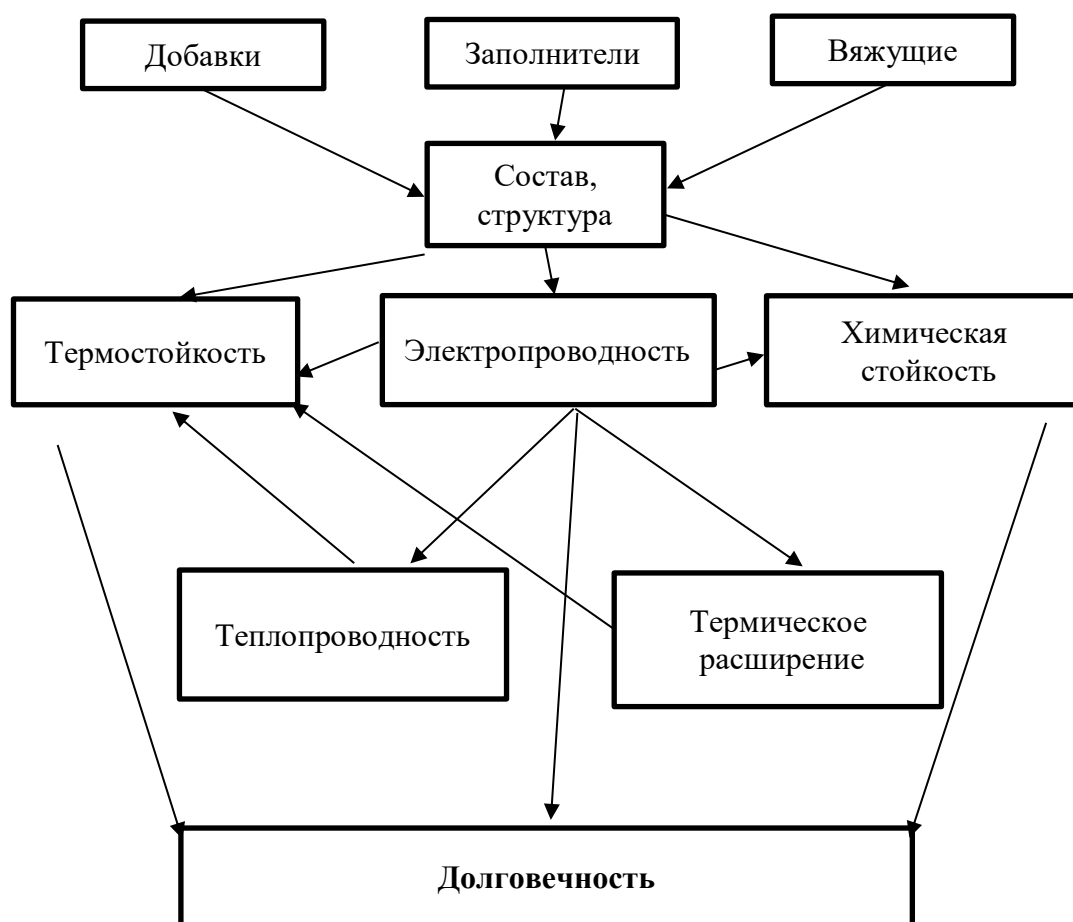 Добавки
Заполнители
Вяжущие
Состав,
структура
Термостойкость
Электропроводность
Химическая
стойкость
Теплопроводность
Термическое
расширение
Долговечность